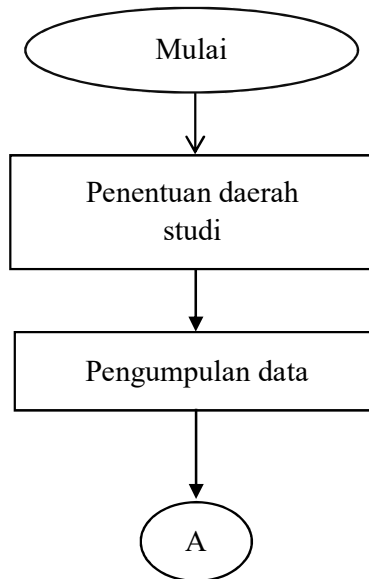 Mulai
Penentuan daerah
studi
Pengumpulan data
A